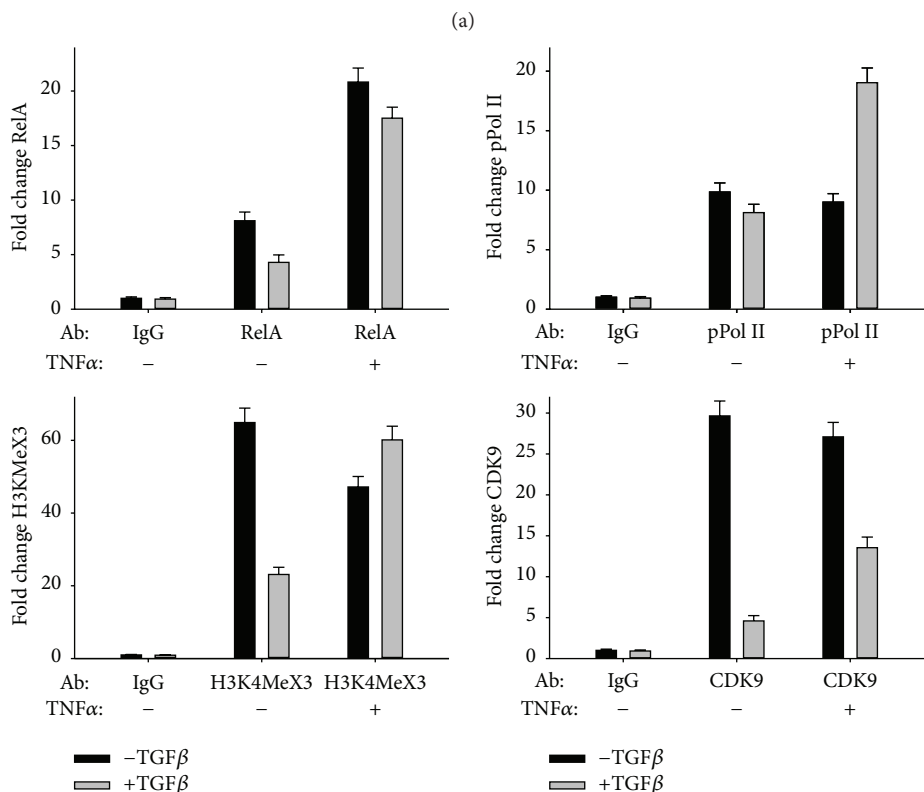 (a)
Fold change RelA
20
15
10
5
0
Ab: IgG RelA RelA
TNFα: − − +
Fold change pPol II
20
15
10
5
0
Ab: IgG pPol II pPol II
TNFα: − − +
Fold change H3KMeX3
60
40
20
0
Ab: IgG H3K4MeX3 H3K4MeX3
TNFα: − − +
−TGFβ
+TGFβ
Fold change CDK9
30
25
20
15
10
5
0
Ab: IgG CDK9 CDK9
TNFα: − − +
−TGFβ
+TGFβ